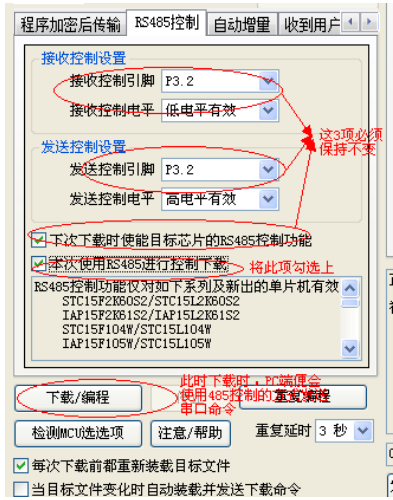 程序加密后传输 RS485控制 自动增量 收到用户
接收控制设置
接收控制引脚 P3.2
接收控制电平 低电平有效
这3项必须
保持不变
发送控制设置
发送控制引脚 P3.2
发送控制电平 高电平有效
下次下载时使能目标芯片的RS485控制功能
本次使用RS485进行控制下载 将此项勾选上
RS485控制功能仅对如下系列及新出的单片机有效
STC15F2K60S2/STC15L2K60S2
IAP15F2K61S2/IAP15L2K61S2
STC15F104W/STC15L104W
IAP15F105W/STC15L105W
此时下载时，PC端便会
使用485控制的
串口命令
下载/编程 重复编程
检测MCU选选项 注意/帮助 重复延时 3 秒
每次下载前都重新装载目标文件
当目标文件变化时自动装载并发送下载命令